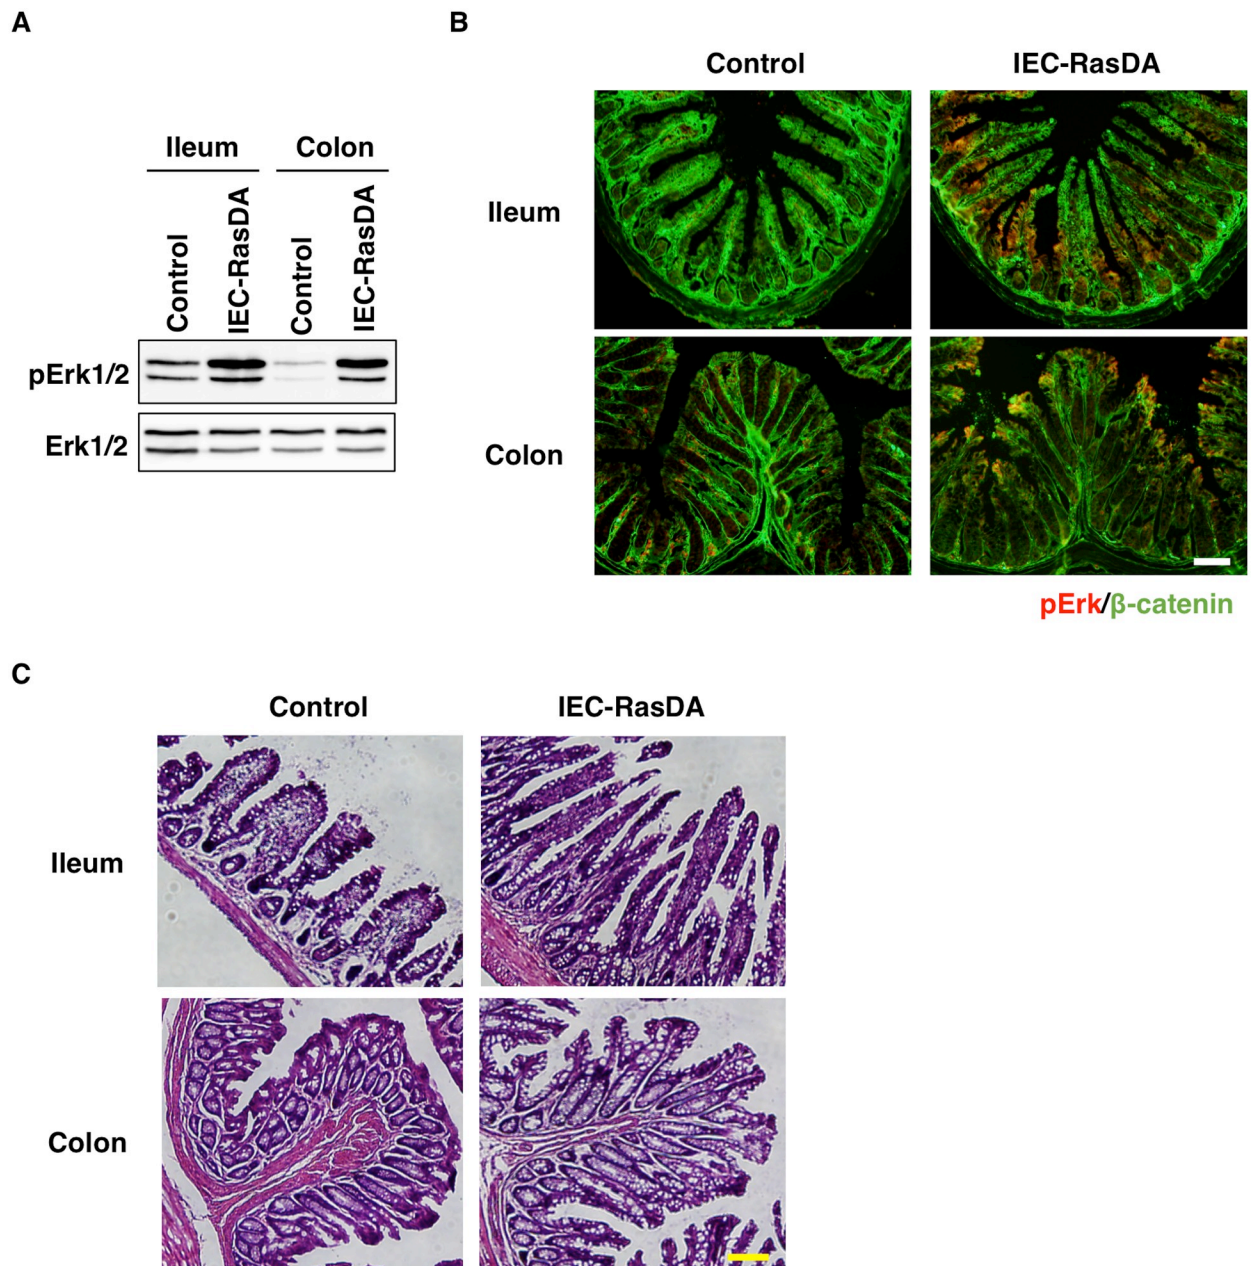 A
Ileum Colon
Control IEC-RasDA Control IEC-RasDA
pErk1/2
Erk1/2
B
Control IEC-RasDA
Ileum
Colon
pErk/β-catenin
C
Control IEC-RasDA
Ileum
Colon